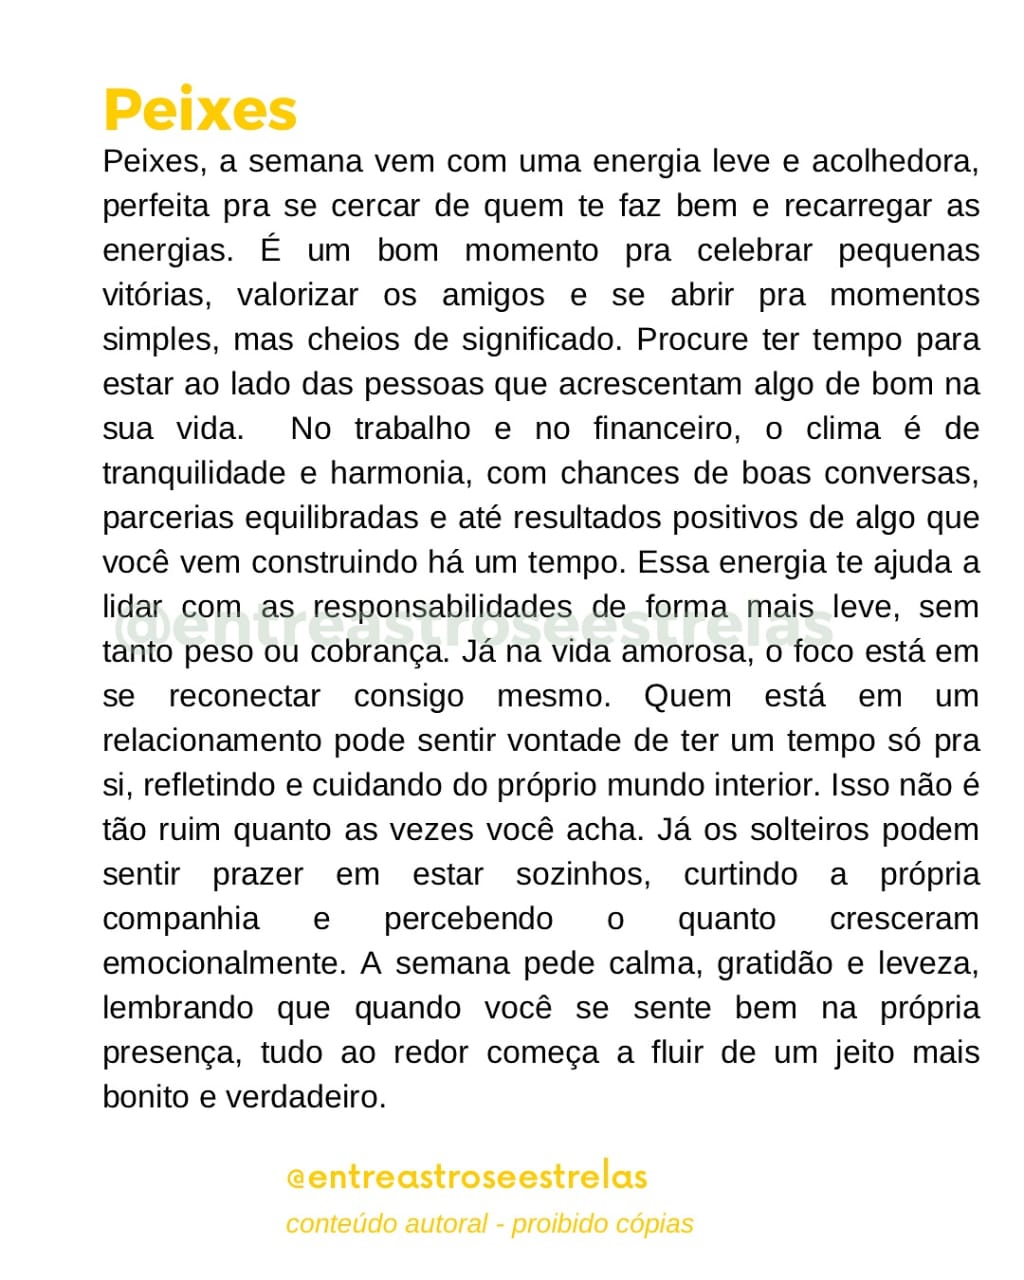 Peixes
Peixes, a semana vem com uma energia leve e acolhedora,
perfeita pra se cercar de quem te faz bem e recarregar as
energias. É um bom momento pra celebrar pequenas
vitórias, valorizar os amigos e se abrir pra momentos
simples, mas cheios de significado. Procure ter tempo para
estar ao lado das pessoas que acrescentam algo de bom na
sua vida. No trabalho e no financeiro, o clima é de
tranquilidade e harmonia, com chances de boas conversas,
parcerias equilibradas e até resultados positivos de algo que
você vem construindo há um tempo. Essa energia te ajuda a
lidar com as responsabilidades de forma mais leve, sem
@entreastroseestrelas
tanto peso ou cobrança. Já na vida amorosa, o foco está em
se reconectar consigo mesmo. Quem está em um
relacionamento pode sentir vontade de ter um tempo só pra
si, refletindo e cuidando do próprio mundo interior. Isso não é
tão ruim quanto as vezes você acha. Já os solteiros podem
sentir prazer em estar sozinhos, curtindo a própria
companhia e percebendo o quanto cresceram
emocionalmente. A semana pede calma, gratidão e leveza,
lembrando que quando você se sente bem na própria
presença, tudo ao redor começa a fluir de um jeito mais
bonito e verdadeiro.
@entreastroseestrelas
conteúdo autoral - proibido cópias